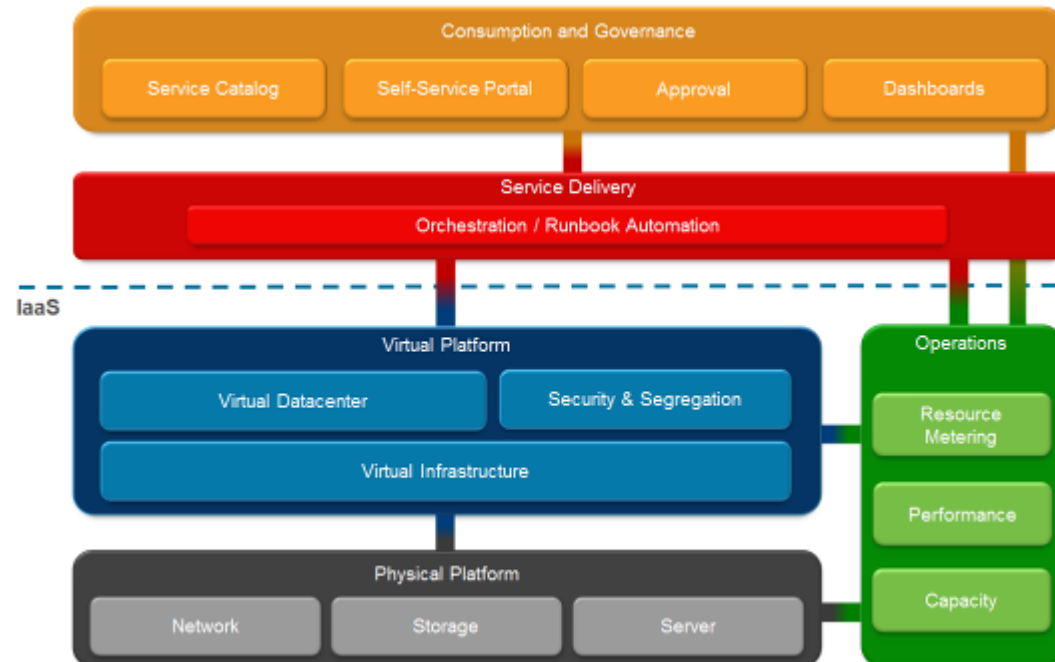 Consumption and Governance
Service Catalog
Self-Service Portal
Approval
Dashboards
Service Delivery
Orchestration / Runbook Automation
IaaS
Virtual Platform
Virtual Datacenter
Security & Segregation
Virtual Infrastructure
Operations
Resource
Metering
Performance
Capacity
Physical Platform
Network
Storage
Server